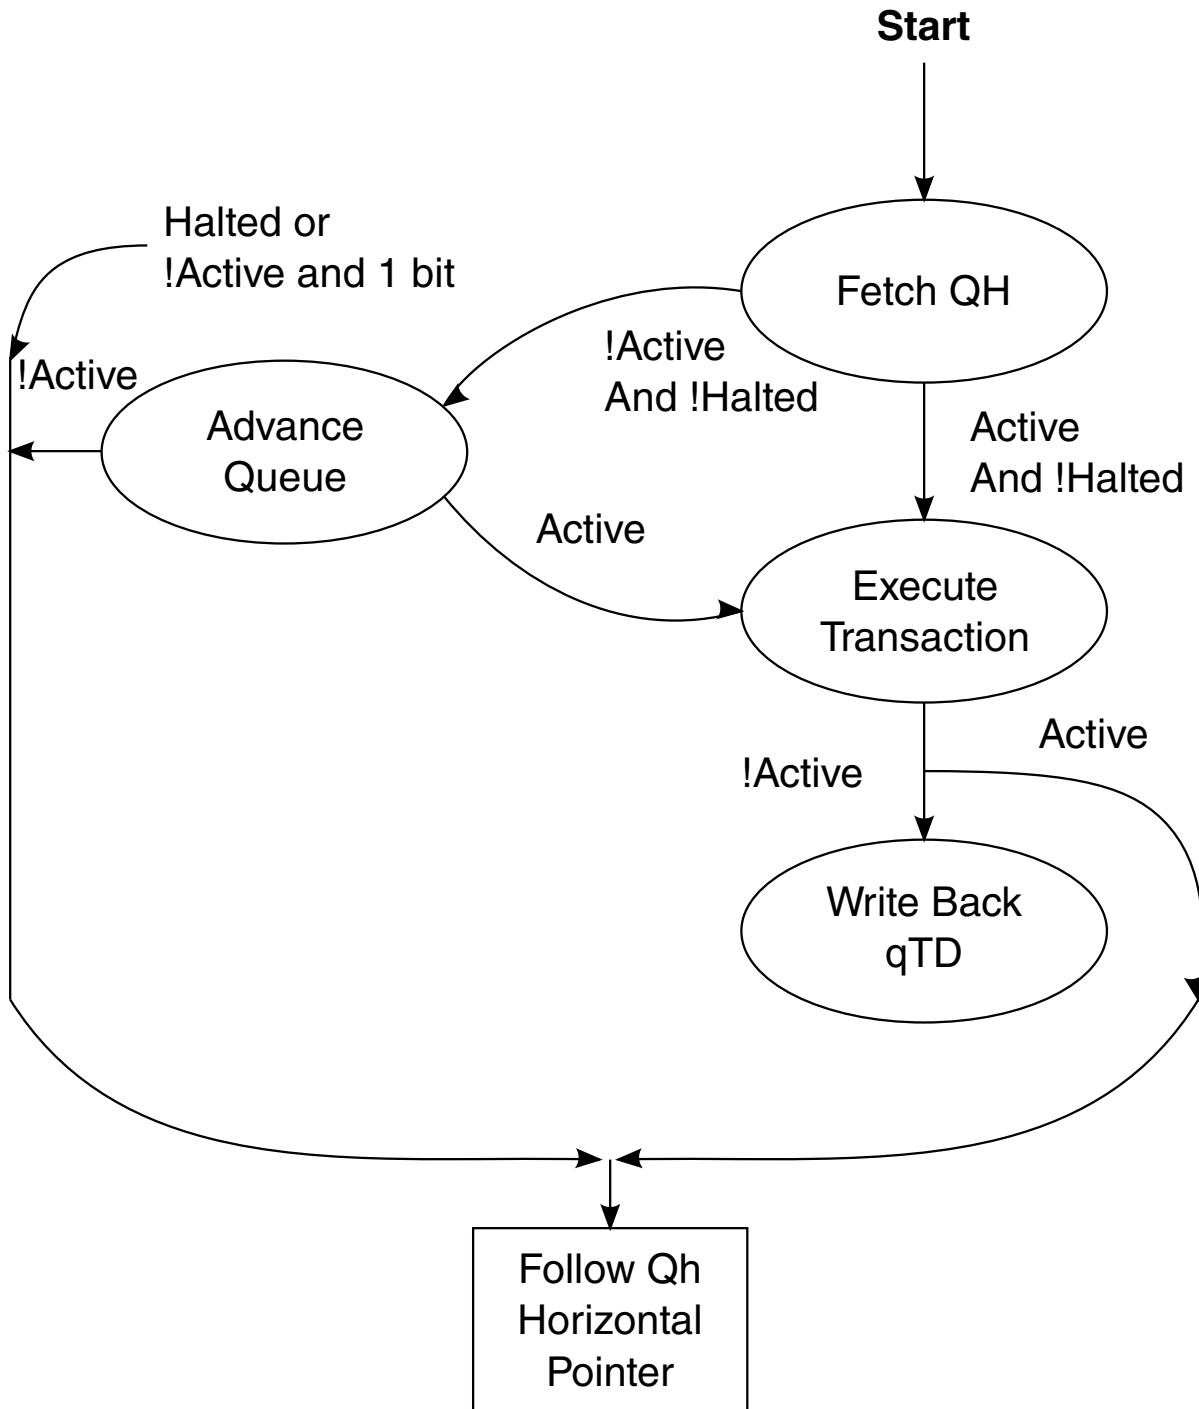 Start
Halted or
!Active and 1 bit
Fetch QH
!Active
And !Halted
!Active
Advance
Queue
Active
And !Halted
Active
Execute
Transaction
Active
!Active
Write Back
qTD
Follow Qh
Horizontal
Pointer